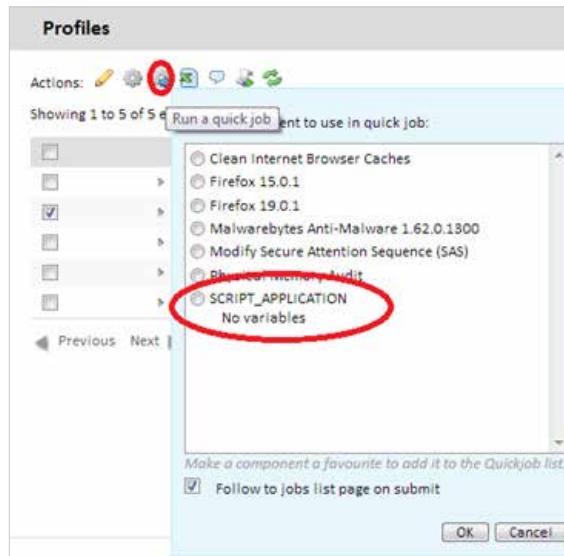 Profiles
Actions:
Showing 1 to 5 of 5 e
Run a quick job
ent to use in quick job:
Clean Internet Browser Caches
Firefox 15.0.1
Firefox 19.0.1
Malwarebytes Anti-Malware 1.62.0.1300
Modify Secure Attention Sequence (SAS)
Physical Memory Audit
SCRIPT_APPLICATION
No variables
Previous Next
Make a component a favourite to add it to the Quickjob list.
Follow to jobs list page on submit
OK Cancel